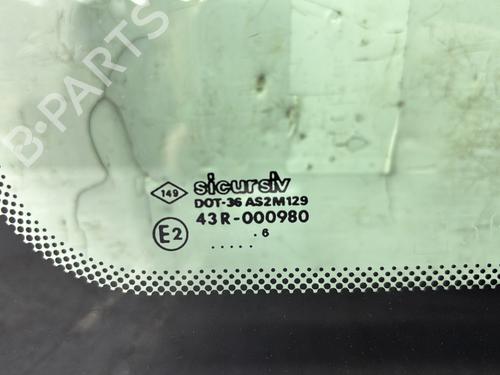 B-PARTS
149 sicursiv
DOT-36 AS2M129
E2 43R-000980
. 6
. . . . .